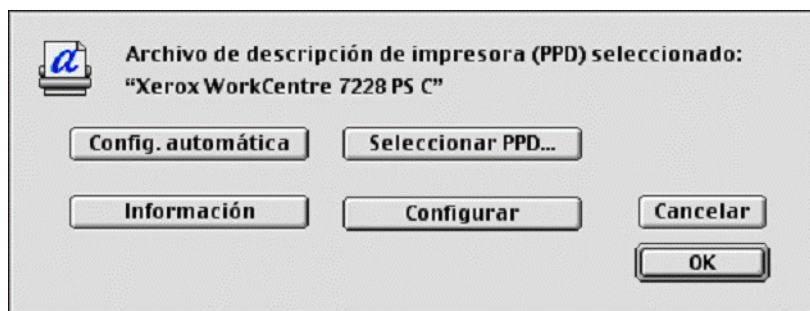 Archivo de descripción de impresora (PPD) seleccionado:
“Xerox WorkCentre 7228 PS C”
Config. automática
Seleccionar PPD...
Información
Configurar
Cancelar
OK